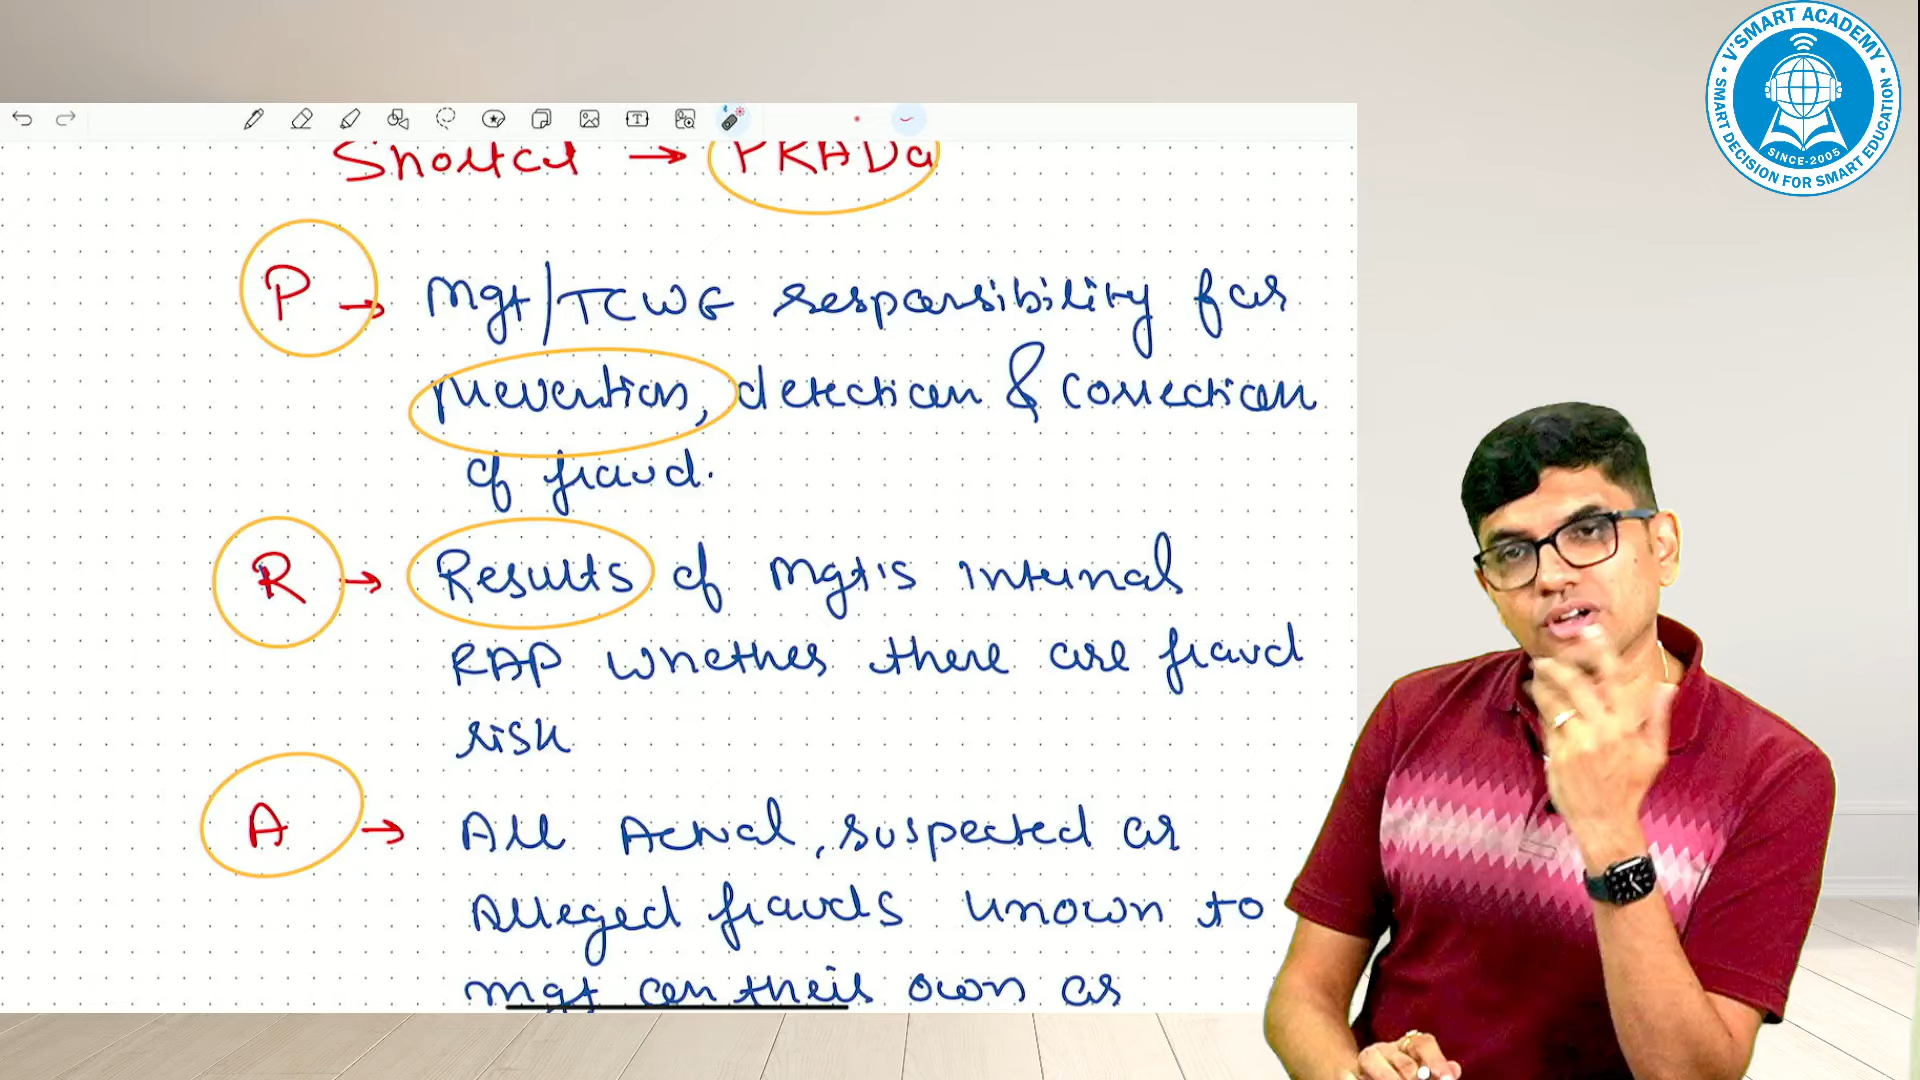 Shortcut → PRADa
P → Mgt/TCWG responsibility for
prevention, detection & correction
of fraud.
R → Results of Mgt's internal
RAP whether there are fraud
risk
A → All Actual, suspected or
Alleged frauds known to
mgt on their own or
V'SMART ACADEMY
SINCE-2005
SMART DECISION FOR SMART EDUCATION